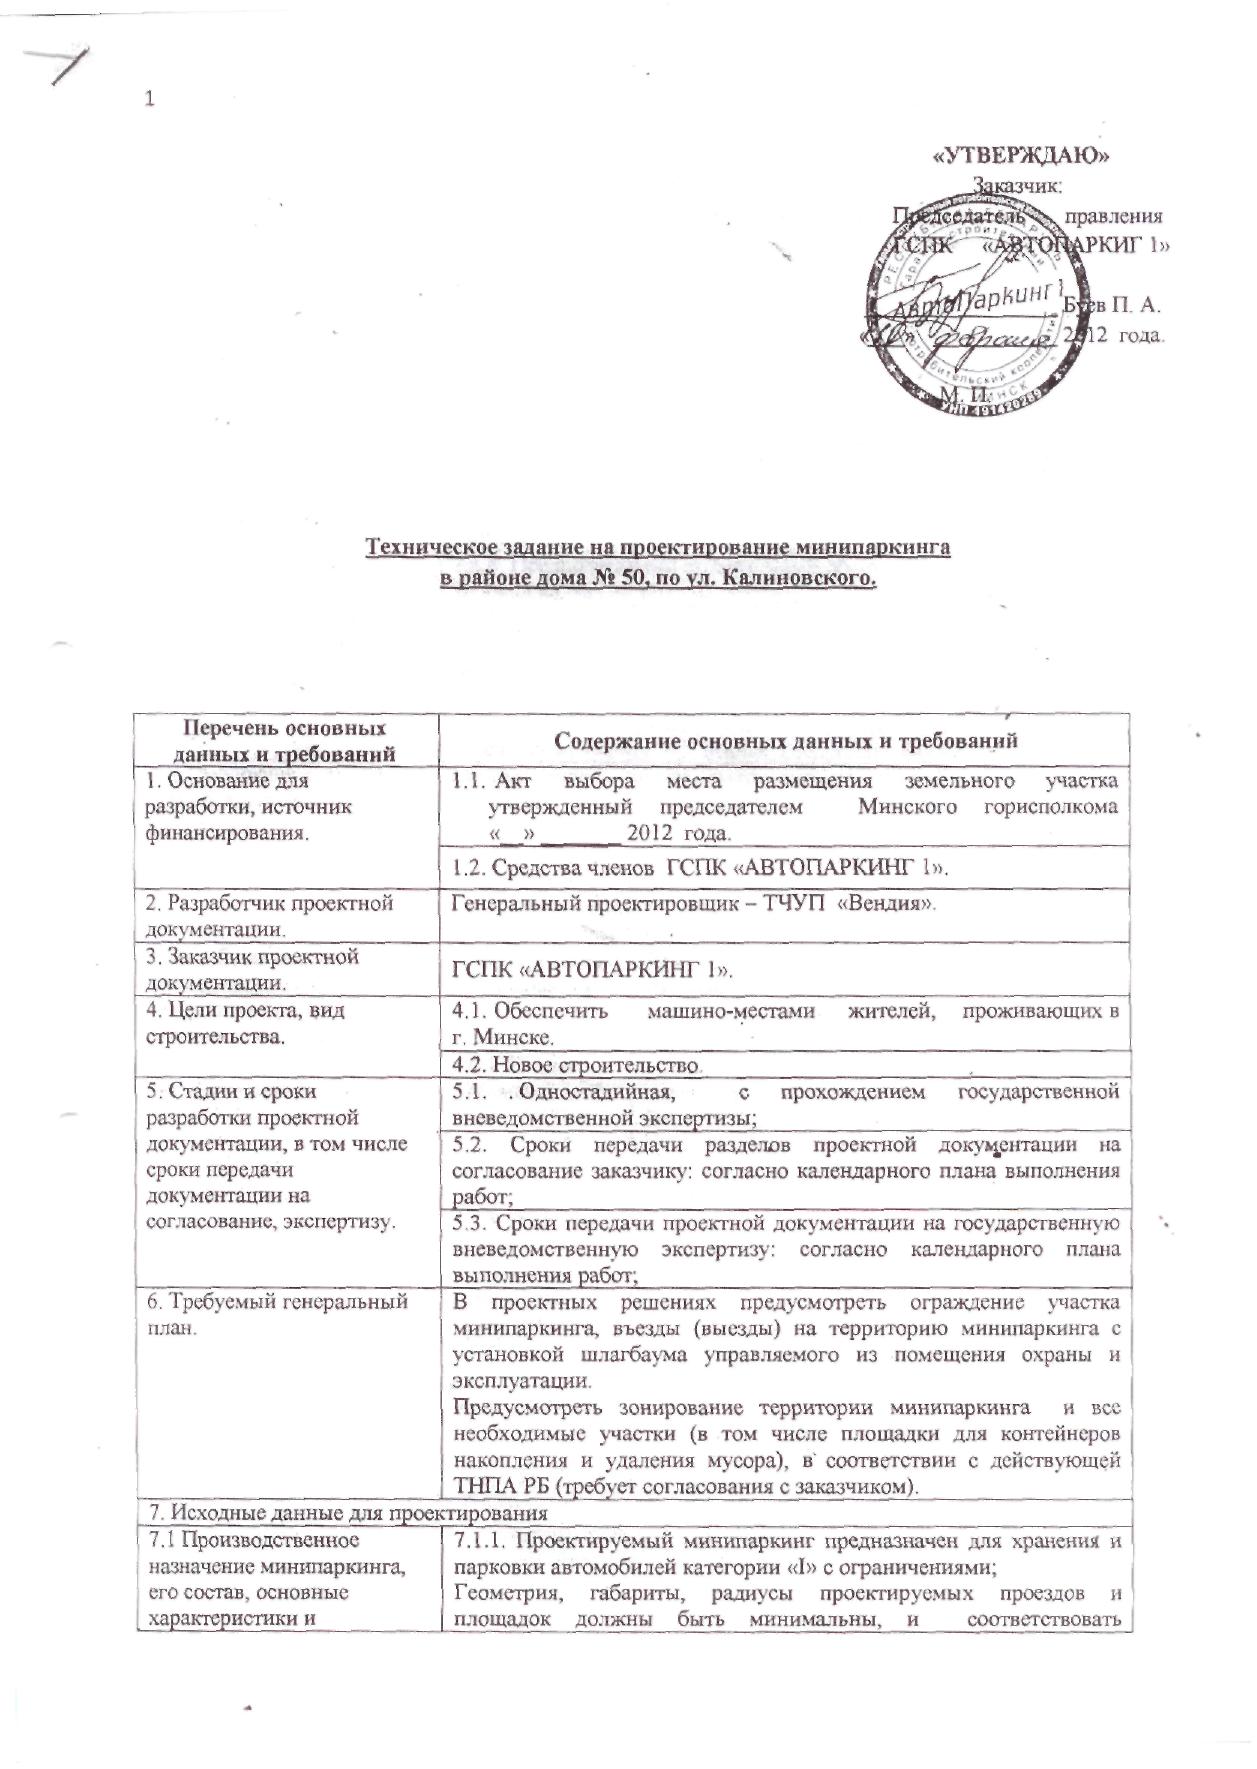 1
«УТВЕРЖДАЮ»
Заказчик:
Председатель правления
ГСПК «АВТОПАРКИГ 1»
АвтоПаркинг 1
Буев П. А.
февраля 2012 года.
М. П.
МИНСК
УНП 191420289
Техническое задание на проектирование минипаркинга
в районе дома № 50, по ул. Калиновского.
Перечень основных
данных и требований
Содержание основных данных и требований
1. Основание для
разработки, источник
финансирования.
1.1. Акт выбора места размещения земельного участка
утвержденный председателем Минского горисполкома
«__» _______ 2012 года.
1.2. Средства членов ГСПК «АВТОПАРКИНГ 1».
2. Разработчик проектной
документации.
Генеральный проектировщик – ТЧУП «Вендия».
3. Заказчик проектной
документации.
ГСПК «АВТОПАРКИНГ 1».
4. Цели проекта, вид
строительства.
4.1. Обеспечить машино-местами жителей, проживающих в
г. Минске.
4.2. Новое строительство.
5. Стадии и сроки
разработки проектной
документации, в том числе
сроки передачи
документации на
согласование, экспертизу.
5.1. . Одностадийная, с прохождением государственной
вневедомственной экспертизы;
5.2. Сроки передачи разделов проектной документации на
согласование заказчику: согласно календарного плана выполнения
работ;
5.3. Сроки передачи проектной документации на государственную
вневедомственную экспертизу: согласно календарного плана
выполнения работ;
6. Требуемый генеральный
план.
В проектных решениях предусмотреть ограждение участка
минипаркинга, въезды (выезды) на территорию минипаркинга с
установкой шлагбаума управляемого из помещения охраны и
эксплуатации.
Предусмотреть зонирование территории минипаркинга и все
необходимые участки (в том числе площадки для контейнеров
накопления и удаления мусора), в соответствии с действующей
ТНПА РБ (требует согласования с заказчиком).
7. Исходные данные для проектирования
7.1 Производственное
назначение минипаркинга,
его состав, основные
характеристики и
7.1.1. Проектируемый минипаркинг предназначен для хранения и
парковки автомобилей категории «I» с ограничениями;
Геометрия, габариты, радиусы проектируемых проездов и
площадок должны быть минимальны, и соответствовать